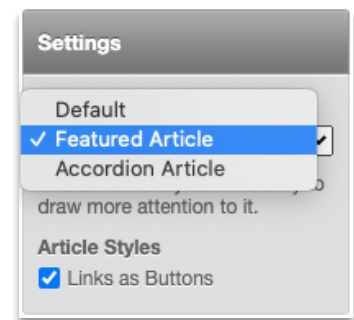 Settings
Default
✓ Featured Article
Accordion Article
draw more attention to it.
Article Styles
Links as Buttons